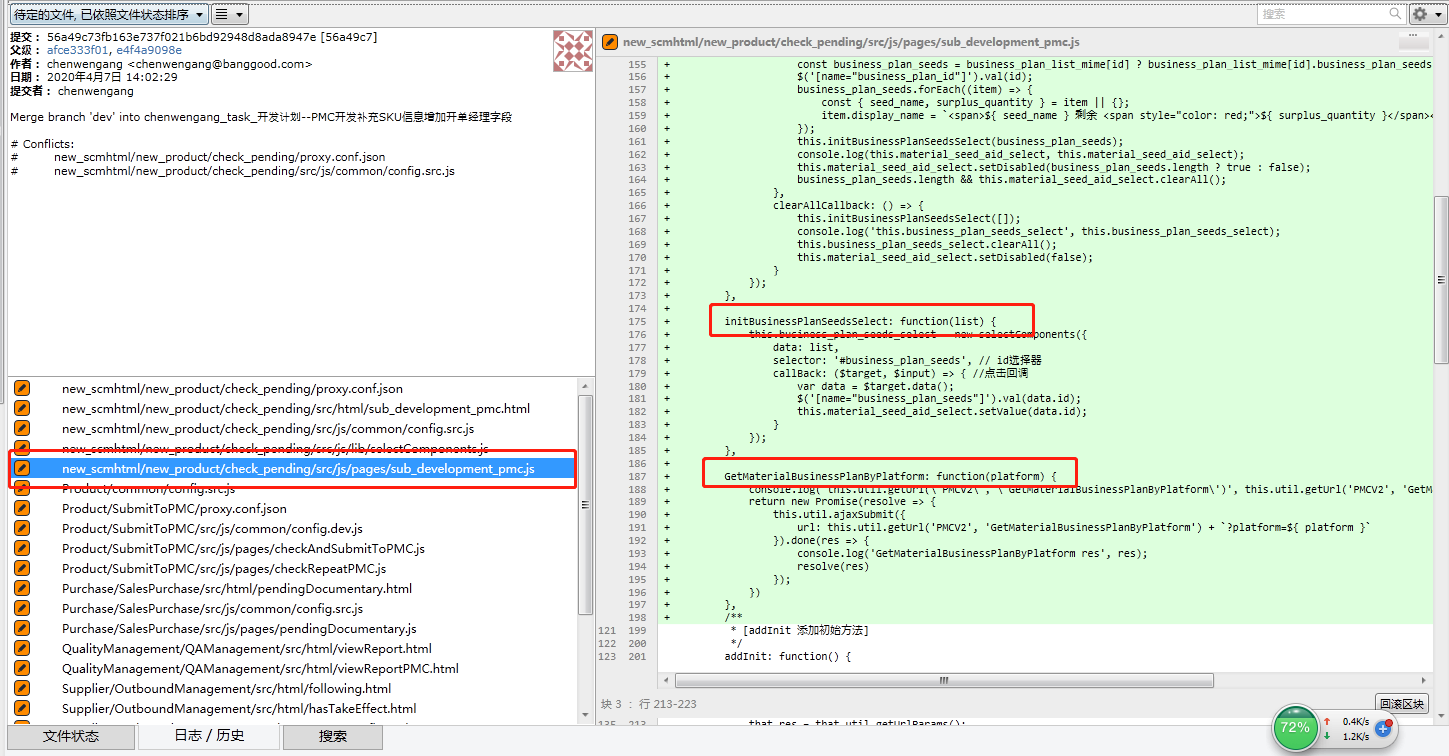 待定的文件, 已依照文件状态排序
搜索
提交： 56a49c73fb163e737f021b6bd92948d8ada8947e [56a49c7]
父级： afce333f01, e4f4a9098e
作者： chenwengang <chenwengang@banggood.com>
日期： 2020年4月7日 14:02:29
提交者： chenwengang
Merge branch 'dev' into chenwengang_task_开发计划--PMC开发补充SKU信息增加开单经理字段
# Conflicts:
# new_scmhtml/new_product/check_pending/proxy.conf.json
# new_scmhtml/new_product/check_pending/src/js/common/config.src.js
new_scmhtml/new_product/check_pending/proxy.conf.json
new_scmhtml/new_product/check_pending/src/html/sub_development_pmc.html
new_scmhtml/new_product/check_pending/src/js/common/config.src.js
new_scmhtml/new_product/check_pending/src/js/lib/selectComponents.js
new_scmhtml/new_product/check_pending/src/js/pages/sub_development_pmc.js
Product/common/config.src.js
Product/SubmitToPMC/proxy.conf.json
Product/SubmitToPMC/src/js/common/config.dev.js
Product/SubmitToPMC/src/js/pages/checkAndSubmitToPMC.js
Product/SubmitToPMC/src/js/pages/checkRepeatPMC.js
Purchase/SalesPurchase/src/html/pendingDocumentary.html
Purchase/SalesPurchase/src/js/common/config.src.js
Purchase/SalesPurchase/src/js/pages/pendingDocumentary.js
QualityManagement/QAManagement/src/html/viewReport.html
QualityManagement/QAManagement/src/html/viewReportPMC.html
Supplier/OutboundManagement/src/html/following.html
Supplier/OutboundManagement/src/html/hasTakeEffect.html
文件状态
日志 / 历史
搜索
new_scmhtml/new_product/check_pending/src/js/pages/sub_development_pmc.js
155 + const business_plan_seeds = business_plan_list_mime[id] ? business_plan_list_mime[id].business_plan_seeds
156 + $('[name="business_plan_id"]').val(id);
157 + business_plan_seeds.forEach((item) => {
158 + const { seed_name, surplus_quantity } = item || {};
159 + item.display_name = `<span>${ seed_name } 剩余 <span style="color: red;">${ surplus_quantity }</span><
160 + });
161 + this.initBusinessPlanSeedsSelect(business_plan_seeds);
162 + console.log(this.material_seed_aid_select, this.material_seed_aid_select);
163 + this.material_seed_aid_select.setDisabled(business_plan_seeds.length ? true : false);
164 + business_plan_seeds.length && this.material_seed_aid_select.clearAll();
165 + },
166 + clearAllCallback: () => {
167 + this.initBusinessPlanSeedsSelect([]);
168 + console.log('this.business_plan_seeds_select', this.business_plan_seeds_select);
169 + this.business_plan_seeds_select.clearAll();
170 + this.material_seed_aid_select.setDisabled(false);
171 + }
172 + });
173 + },
174 +
175 + initBusinessPlanSeedsSelect: function(list) {
176 + this.business_plan_seeds_select = new selectComponents({
177 + data: list,
178 + selector: '#business_plan_seeds', // id选择器
179 + callBack: ($target, $input) => { //点击回调
180 + var data = $target.data();
181 + $('[name="business_plan_seeds"]').val(data.id);
182 + this.material_seed_aid_select.setValue(data.id);
183 + }
184 + });
185 + },
186 +
187 + GetMaterialBusinessPlanByPlatform: function(platform) {
188 + console.log('this.util.getUrl(\'PMCV2\', \'GetMaterialBusinessPlanByPlatform\')', this.util.getUrl('PMCV2', 'GetM
189 + return new Promise(resolve => {
190 + this.util.ajaxSubmit({
191 + url: this.util.getUrl('PMCV2', 'GetMaterialBusinessPlanByPlatform') + `?platform=${ platform }`
192 + }).done(res => {
193 + console.log('GetMaterialBusinessPlanByPlatform res', res);
194 + resolve(res)
195 + });
196 + })
197 + },
198 + /**
121 199 * [addInit 添加初始方法]
122 200 */
123 201 addInit: function() {
块 3 : 行 213-223
回滚区块
135 213 that.res = that.util.getUrlParams();
72%
0.4K/s
1.2K/s